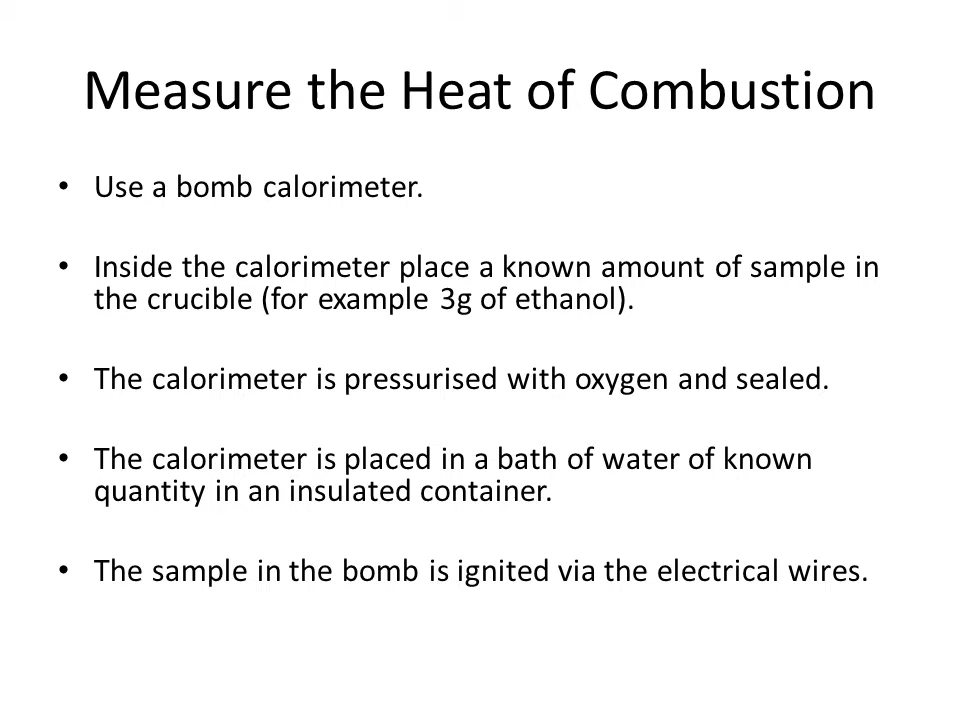 Measure the Heat of Combustion
• Use a bomb calorimeter.
• Inside the calorimeter place a known amount of sample in
the crucible (for example 3g of ethanol).
• The calorimeter is pressurised with oxygen and sealed.
• The calorimeter is placed in a bath of water of known
quantity in an insulated container.
• The sample in the bomb is ignited via the electrical wires.